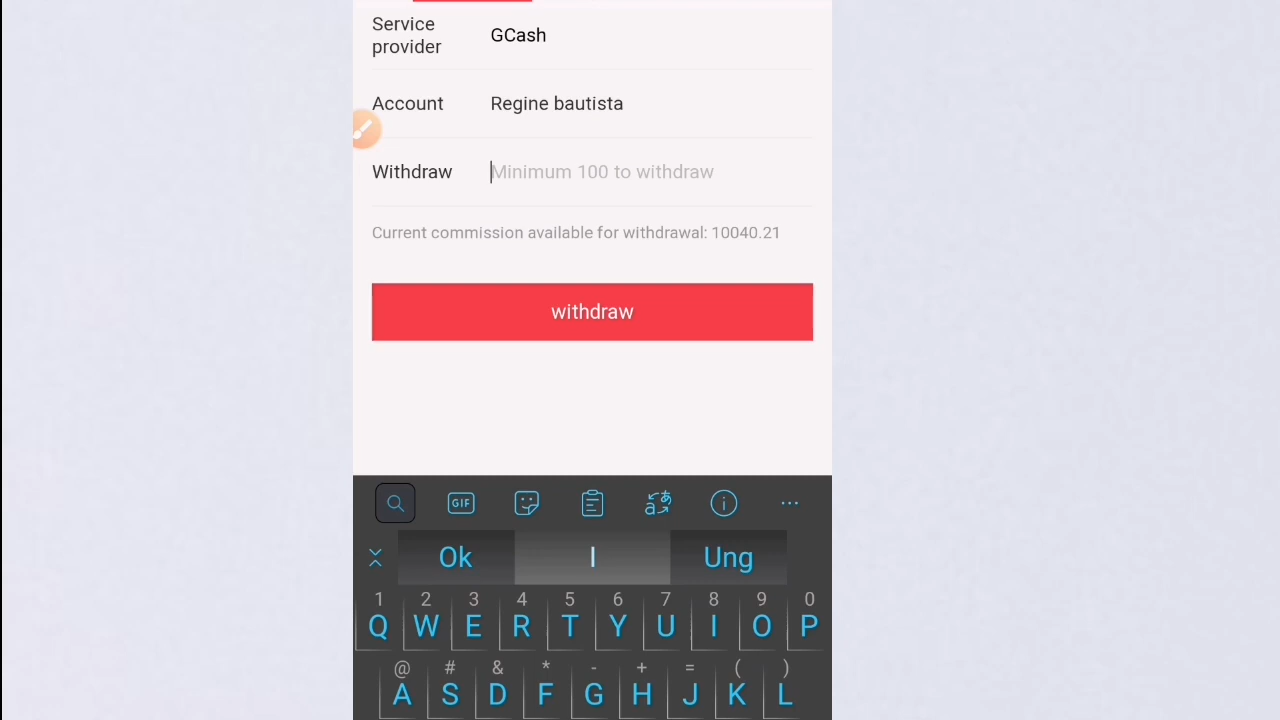 Service
provider
GCash
Account
Regine bautista
Withdraw
Minimum 100 to withdraw
Current commission available for withdrawal: 10040.21
withdraw
GIF
Ok
I
Ung
1 2 3 4 5 6 7 8 9 0
Q W E R T Y U I O P
@ # & * - + = ( )
A S D F G H J K L